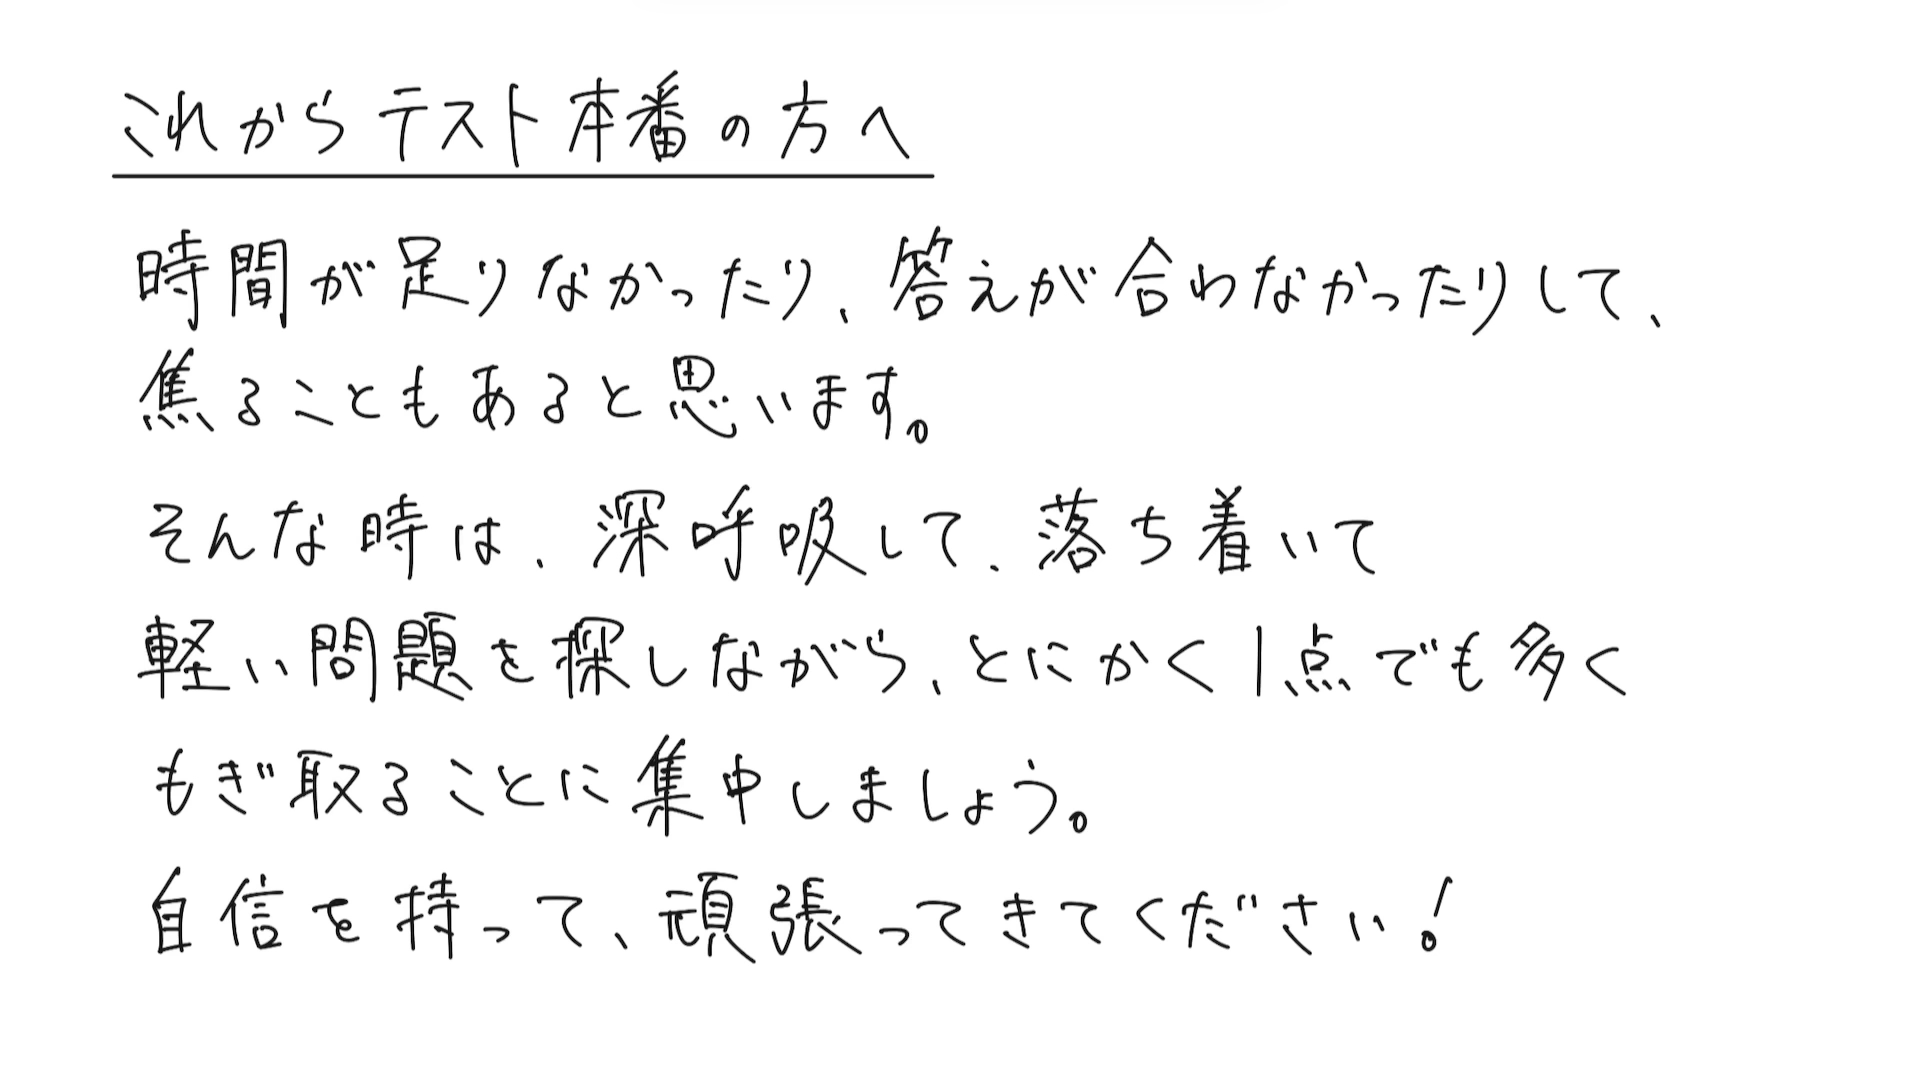 これからテスト本番の方へ
時間が足りなかったり、答えが合わなかったりして、
焦ることもあると思います。
そんな時は、深呼吸して、落ち着いて
軽い問題を探しながら、とにかく1点でも多く
もぎ取ることに集中しましょう。
自信を持って、頑張ってきてください!